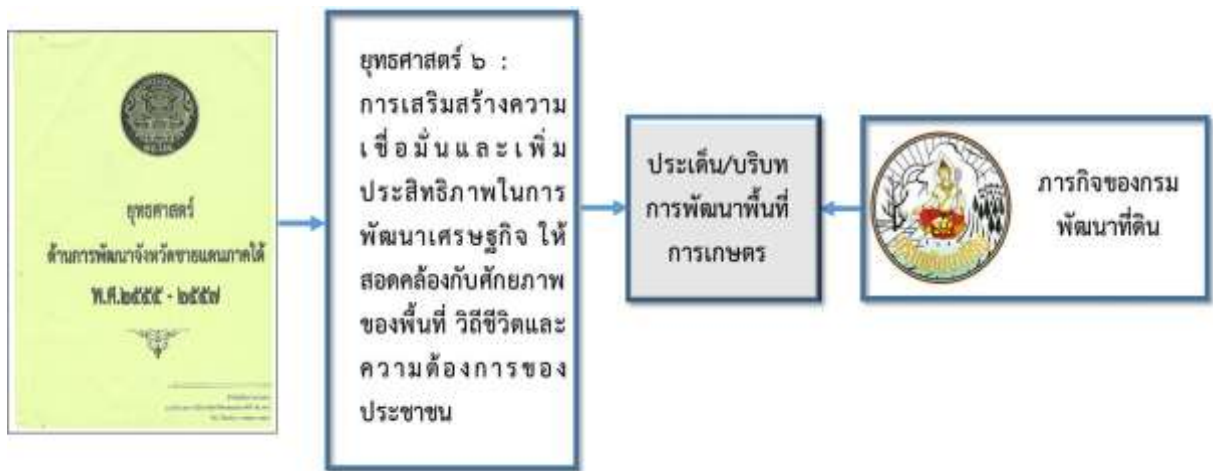 ยุทธศาสตร์
ด้านการพัฒนาจังหวัดชายแดนภาคใต้
พ.ศ.๒๕๕๕ - ๒๕๕๗
ยุทธศาสตร์ ๖ :
การเสริมสร้างความ
เชื่อมั่นและเพิ่ม
ประสิทธิภาพในการ
พัฒนาเศรษฐกิจ ให้
สอดคล้องกับศักยภาพ
ของพื้นที่ วิถีชีวิตและ
ความต้องการของ
ประชาชน
ประเด็น/บริบท
การพัฒนาพื้นที่
การเกษตร
ภารกิจของกรม
พัฒนาที่ดิน